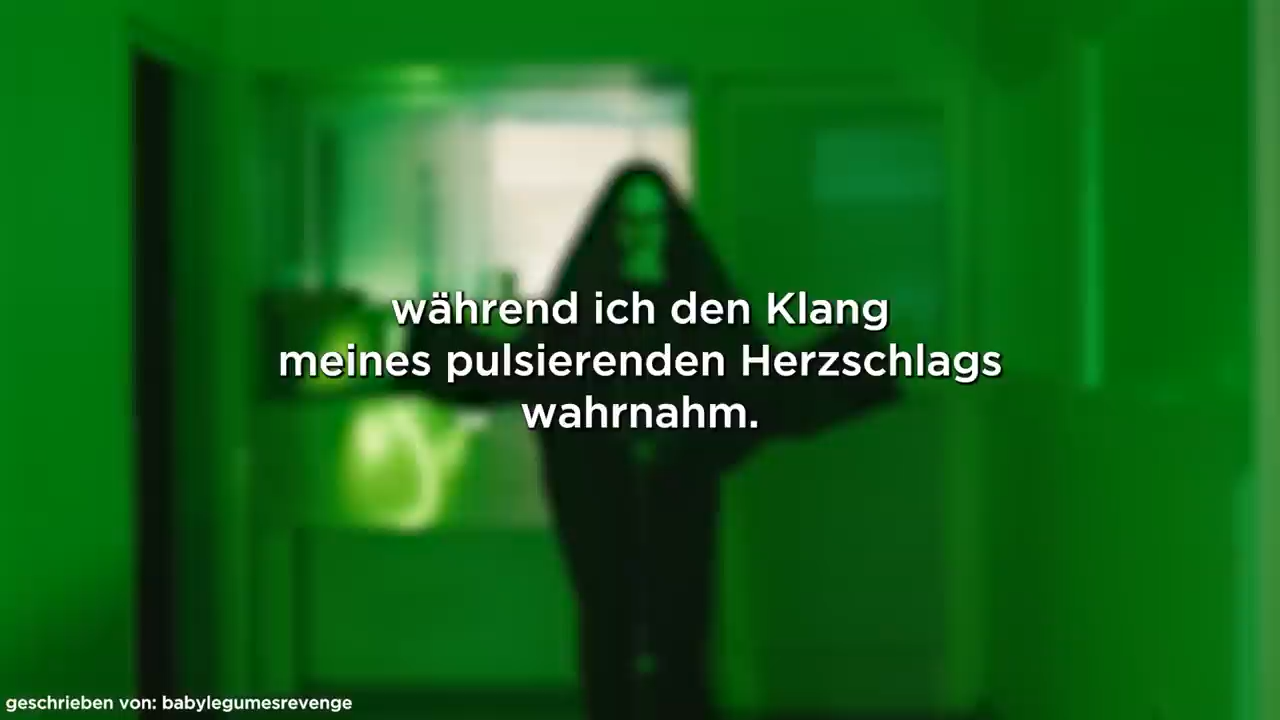 während ich den Klang
meines pulsierenden Herzschlags
wahrnahm.
geschrieben von: babylegumesrevenge